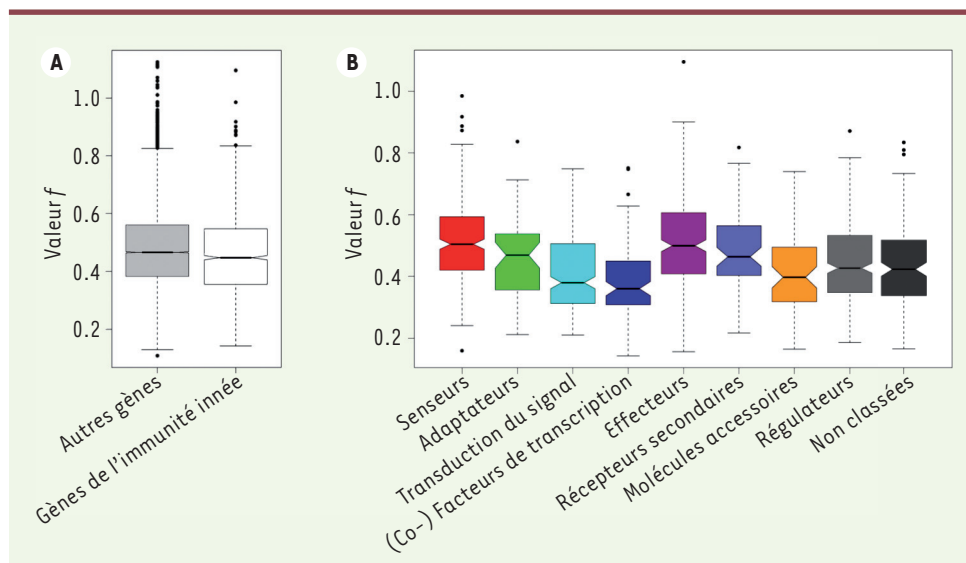 A
Valeur f
1.0
0.8
0.6
0.4
0.2
Autres gènes
Gènes de l'immunité innée
B
Valeur f
1.0
0.8
0.6
0.4
0.2
Senseurs
Adaptateurs
Transduction du signal
(Co-) Facteurs de transcription
Effecteurs
Récepteurs secondaires
Molécules accessoires
Régulateurs
Non classées